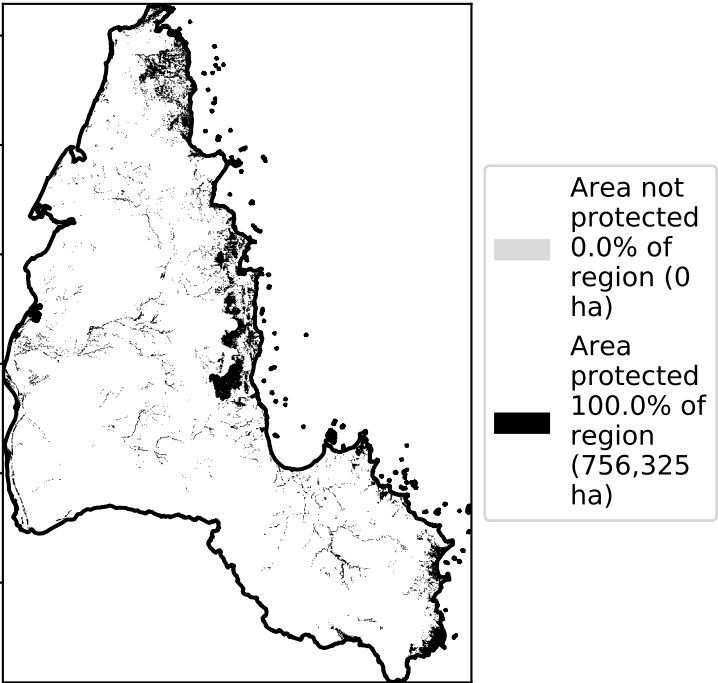 Area not
protected
0.0% of
region (0
ha)
Area
protected
100.0% of
region
(756,325
ha)